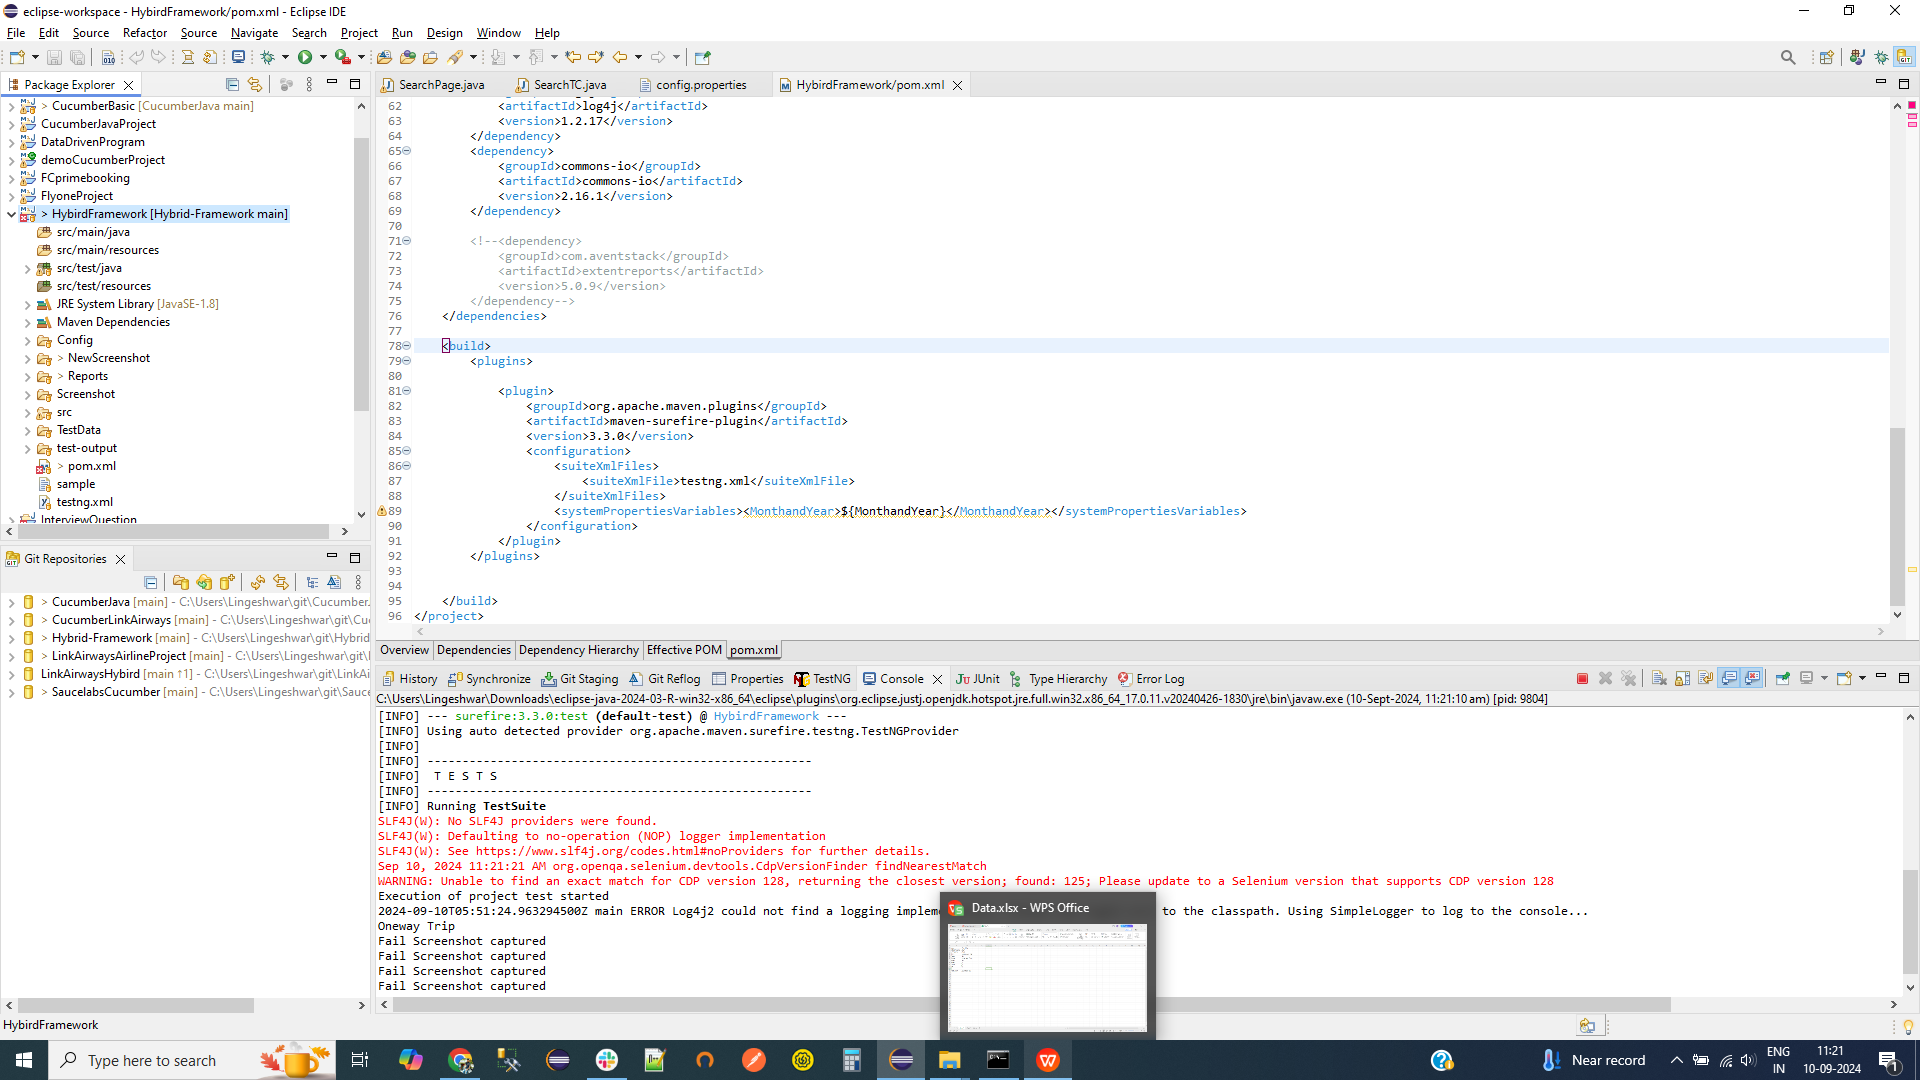 eclipse-workspace - HybirdFramework/pom.xml - Eclipse IDE
File Edit Source Refactor Source Navigate Search Project Run Design Window Help
Package Explorer
> CucumberBasic [CucumberJava main]
CucumberJavaProject
DataDrivenProgram
demoCucumberProject
FCprimebooking
FlyoneProject
> HybirdFramework [Hybrid-Framework main]
src/main/java
src/main/resources
src/test/java
src/test/resources
JRE System Library [JavaSE-1.8]
Maven Dependencies
Config
> NewScreenshot
> Reports
Screenshot
src
TestData
test-output
> pom.xml
sample
testng.xml
InterviewQuestion
Git Repositories
> CucumberJava [main] - C:\Users\Lingeshwar\git\Cucumber
> CucumberLinkAirways [main] - C:\Users\Lingeshwar\git\Cu
> Hybrid-Framework [main] - C:\Users\Lingeshwar\git\Hybrid
> LinkAirwaysAirlineProject [main] - C:\Users\Lingeshwar\git\
LinkAirwaysHybird [main ↑1] - C:\Users\Lingeshwar\git\LinkAi
> SaucelabsCucumber [main] - C:\Users\Lingeshwar\git\Sauce
HybirdFramework
SearchPage.java SearchTC.java config.properties HybirdFramework/pom.xml
62 <artifactId>log4j</artifactId>
63 <version>1.2.17</version>
64 </dependency>
65 <dependency>
66 <groupId>commons-io</groupId>
67 <artifactId>commons-io</artifactId>
68 <version>2.16.1</version>
69 </dependency>
70
71 <!--<dependency>
72 <groupId>com.aventstack</groupId>
73 <artifactId>extentreports</artifactId>
74 <version>5.0.9</version>
75 </dependency-->
76 </dependencies>
77
78 <build>
79 <plugins>
80
81 <plugin>
82 <groupId>org.apache.maven.plugins</groupId>
83 <artifactId>maven-surefire-plugin</artifactId>
84 <version>3.3.0</version>
85 <configuration>
86 <suiteXmlFiles>
87 <suiteXmlFile>testng.xml</suiteXmlFile>
88 </suiteXmlFiles>
89 <systemPropertiesVariables><MonthandYear>${MonthandYear}</MonthandYear></systemPropertiesVariables>
90 </configuration>
91 </plugin>
92 </plugins>
93
94
95 </build>
96 </project>
Overview Dependencies Dependency Hierarchy Effective POM pom.xml
History Synchronize Git Staging Git Reflog Properties TestNG Console JUnit Type Hierarchy Error Log
C:\Users\Lingeshwar\Downloads\eclipse-java-2024-03-R-win32-x86_64\eclipse\plugins\org.eclipse.justj.openjdk.hotspot.jre.full.win32.x86_64_17.0.11.v20240426-1830\jre\bin\javaw.exe (10-Sept-2024, 11:21:10 am) [pid: 9804]
[INFO] --- surefire:3.3.0:test (default-test) @ HybirdFramework ---
[INFO] Using auto detected provider org.apache.maven.surefire.testng.TestNGProvider
[INFO]
[INFO] -------------------------------------------------------
[INFO] T E S T S
[INFO] -------------------------------------------------------
[INFO] Running TestSuite
SLF4J(W): No SLF4J providers were found.
SLF4J(W): Defaulting to no-operation (NOP) logger implementation
SLF4J(W): See https://www.slf4j.org/codes.html#noProviders for further details.
Sep 10, 2024 11:21:21 AM org.openqa.selenium.devtools.CdpVersionFinder findNearestMatch
WARNING: Unable to find an exact match for CDP version 128, returning the closest version; found: 125; Please update to a Selenium version that supports CDP version 128
Execution of project test started
2024-09-10T05:51:24.963294500Z main ERROR Log4j2 could not find a logging impleme to the classpath. Using SimpleLogger to log to the console...
Oneway Trip
Fail Screenshot captured
Fail Screenshot captured
Fail Screenshot captured
Fail Screenshot captured
Data.xlsx - WPS Office
Type here to search
Near record
ENG
IN
11:21
10-09-2024
1